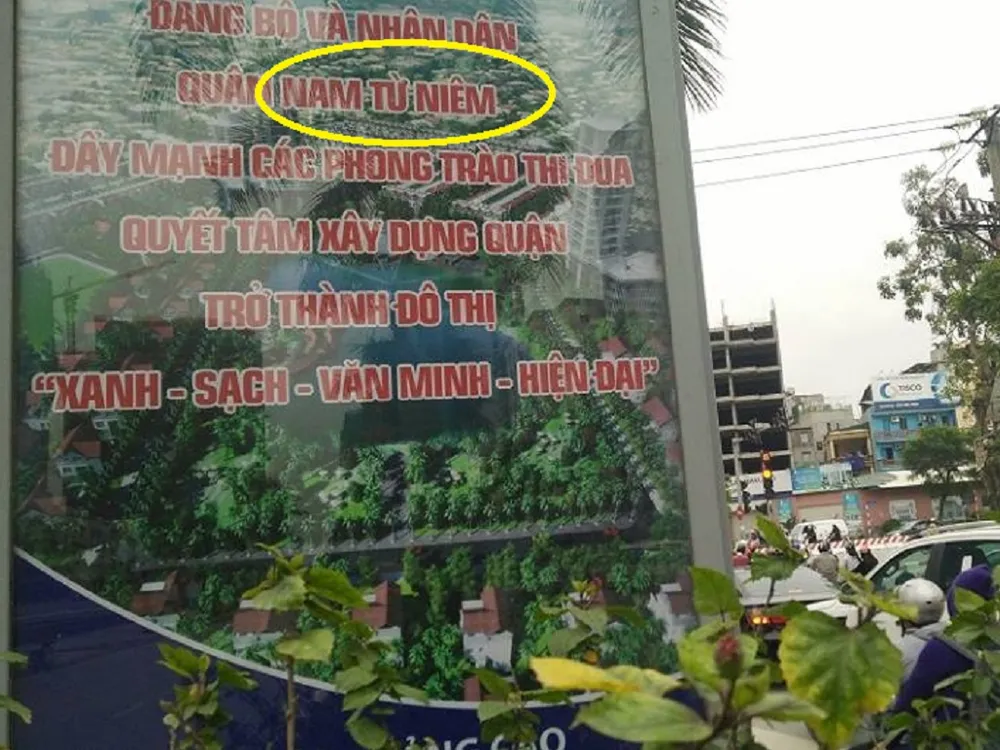 ĐẢNG BỘ VÀ NHÂN DÂN
QUẬN NAM TỪ NIÊM
ĐẨY MẠNH CÁC PHONG TRÀO THI ĐUA
QUYẾT TÂM XÂY DỰNG QUẬN
TRỞ THÀNH ĐÔ THỊ
“XANH - SẠCH - VĂN MINH - HIỆN ĐẠI”
TISCO